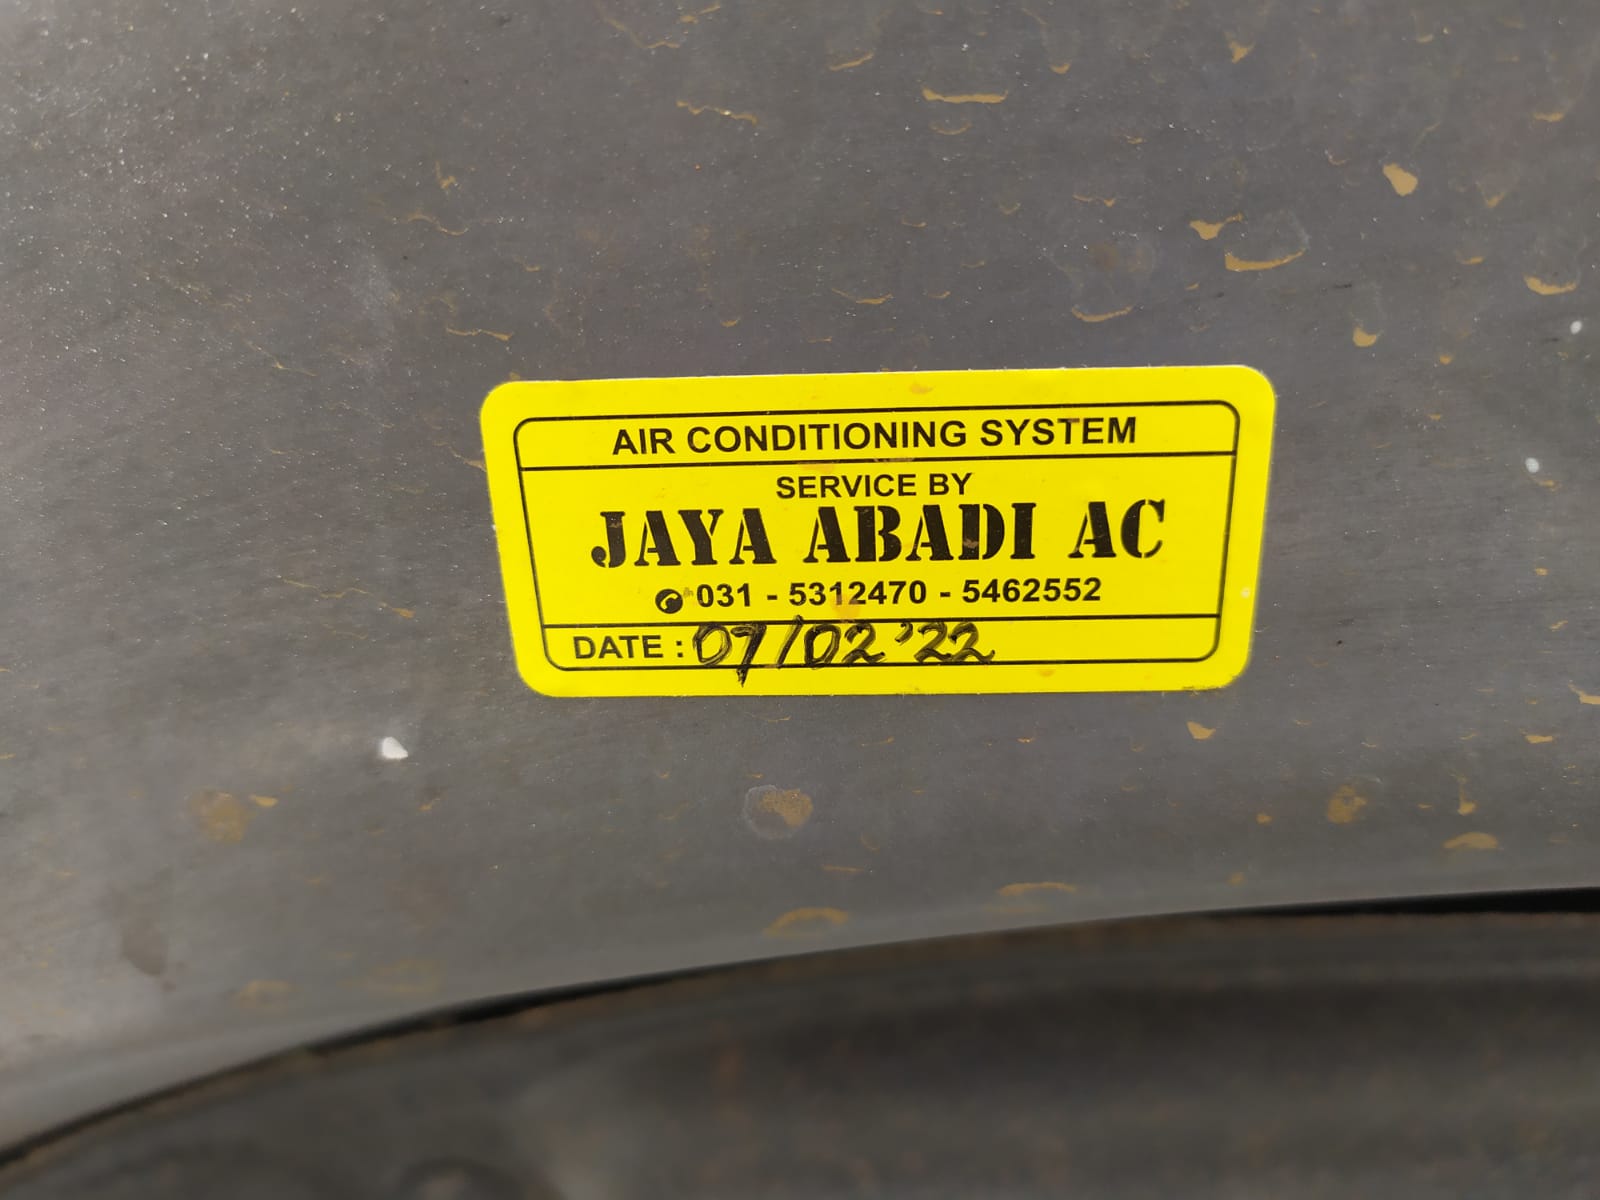 AIR CONDITIONING SYSTEM
SERVICE BY
JAYA ABADI AC
031 - 5312470 - 5462552
DATE : 07/02 '22